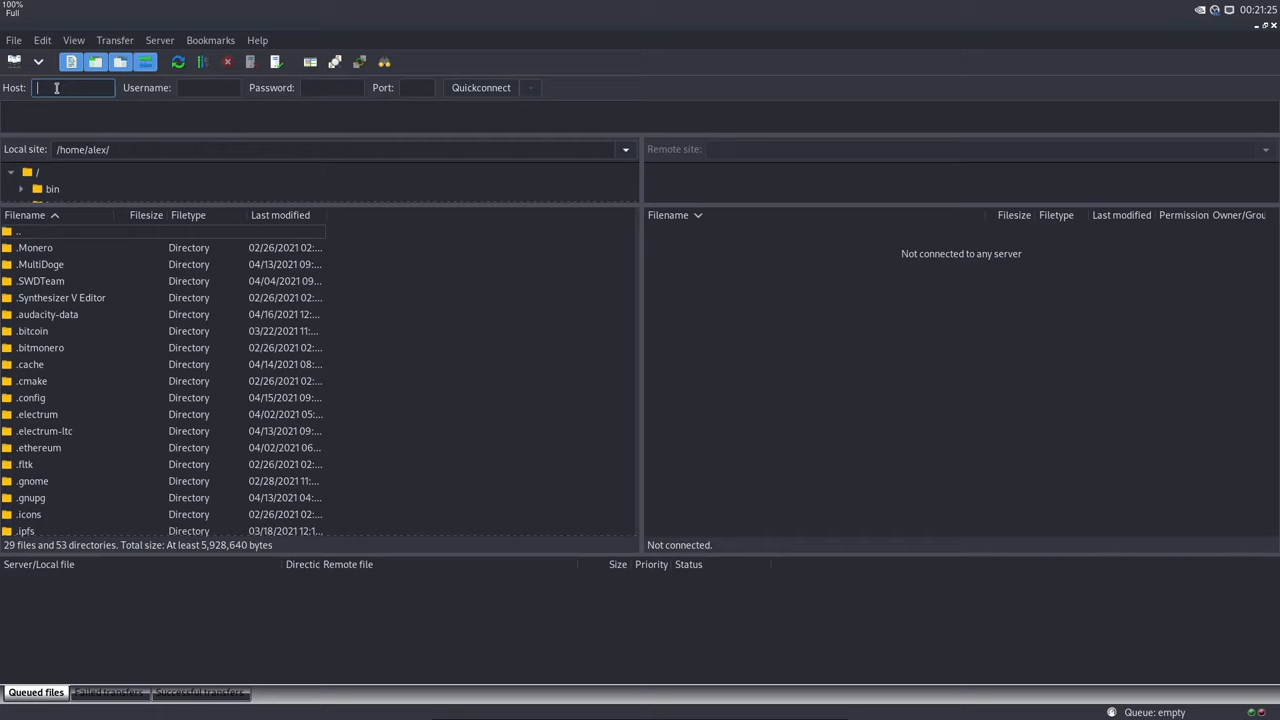 100%
Full
00:21:25
File Edit View Transfer Server Bookmarks Help
Host: Username: Password: Port: Quickconnect
Local site: /home/alex/
Remote site:
/
bin
Filename Filesize Filetype Last modified
Filename Filesize Filetype Last modified Permission Owner/Grou
..
Not connected to any server
.Monero Directory 02/26/2021 02:...
.MultiDoge Directory 04/13/2021 09:...
.SWDTeam Directory 04/04/2021 09...
.Synthesizer V Editor Directory 02/26/2021 02:...
.audacity-data Directory 04/16/2021 12:...
.bitcoin Directory 03/22/2021 11:...
.bitmonero Directory 02/26/2021 02:...
.cache Directory 04/14/2021 08:...
.cmake Directory 02/26/2021 02:...
.config Directory 04/15/2021 09:...
.electrum Directory 04/02/2021 05:...
.electrum-ltc Directory 04/13/2021 09:...
.ethereum Directory 04/02/2021 06...
.fltk Directory 02/26/2021 02:...
.gnome Directory 02/28/2021 11:...
.gnupg Directory 04/13/2021 04:...
.icons Directory 02/26/2021 02:...
.ipfs Directory 03/18/2021 12:1...
29 files and 53 directories. Total size: At least 5,928,640 bytes
Not connected.
Server/Local file Directic Remote file Size Priority Status
Queued files Failed transfers Successful transfers
Queue: empty